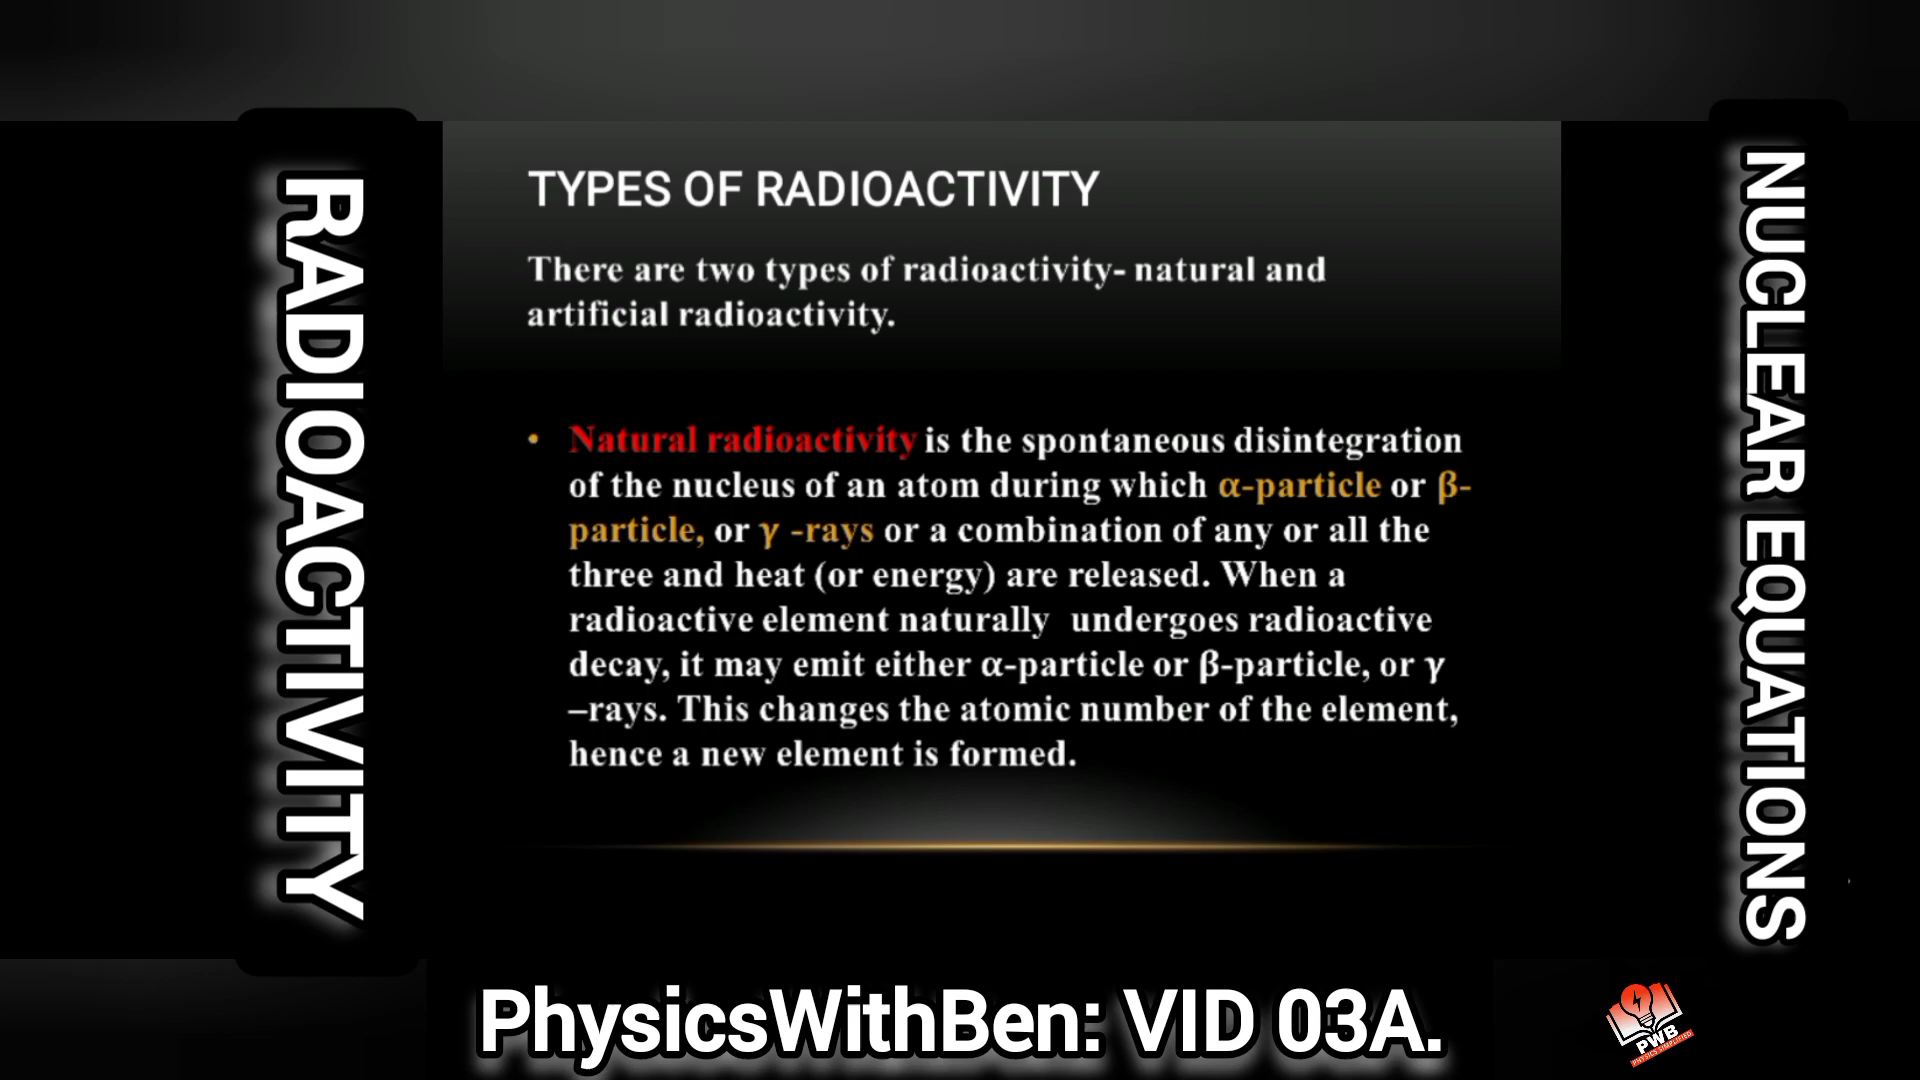 RADIOACTIVITY
TYPES OF RADIOACTIVITY
There are two types of radioactivity- natural and
artificial radioactivity.
• Natural radioactivity is the spontaneous disintegration
of the nucleus of an atom during which α-particle or β-
particle, or γ -rays or a combination of any or all the
three and heat (or energy) are released. When a
radioactive element naturally undergoes radioactive
decay, it may emit either α-particle or β-particle, or γ
–rays. This changes the atomic number of the element,
hence a new element is formed.
NUCLEAR EQUATIONS
PhysicsWithBen: VID 03A.
PWB
PHYSICS SIMPLIFIED